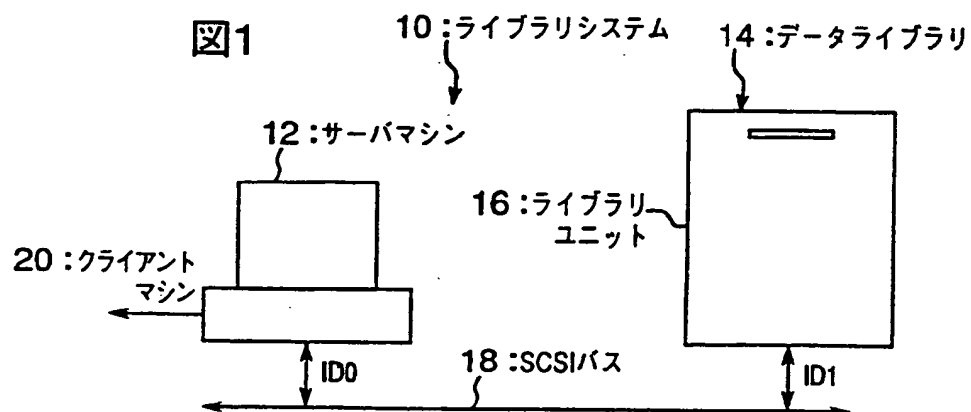 図1
10:ライブラリシステム
14:データライブラリ
12:サーバマシン
16:ライブラリ
ユニット
20:クライアント
マシン
ID0
18:SCSIバス
ID1